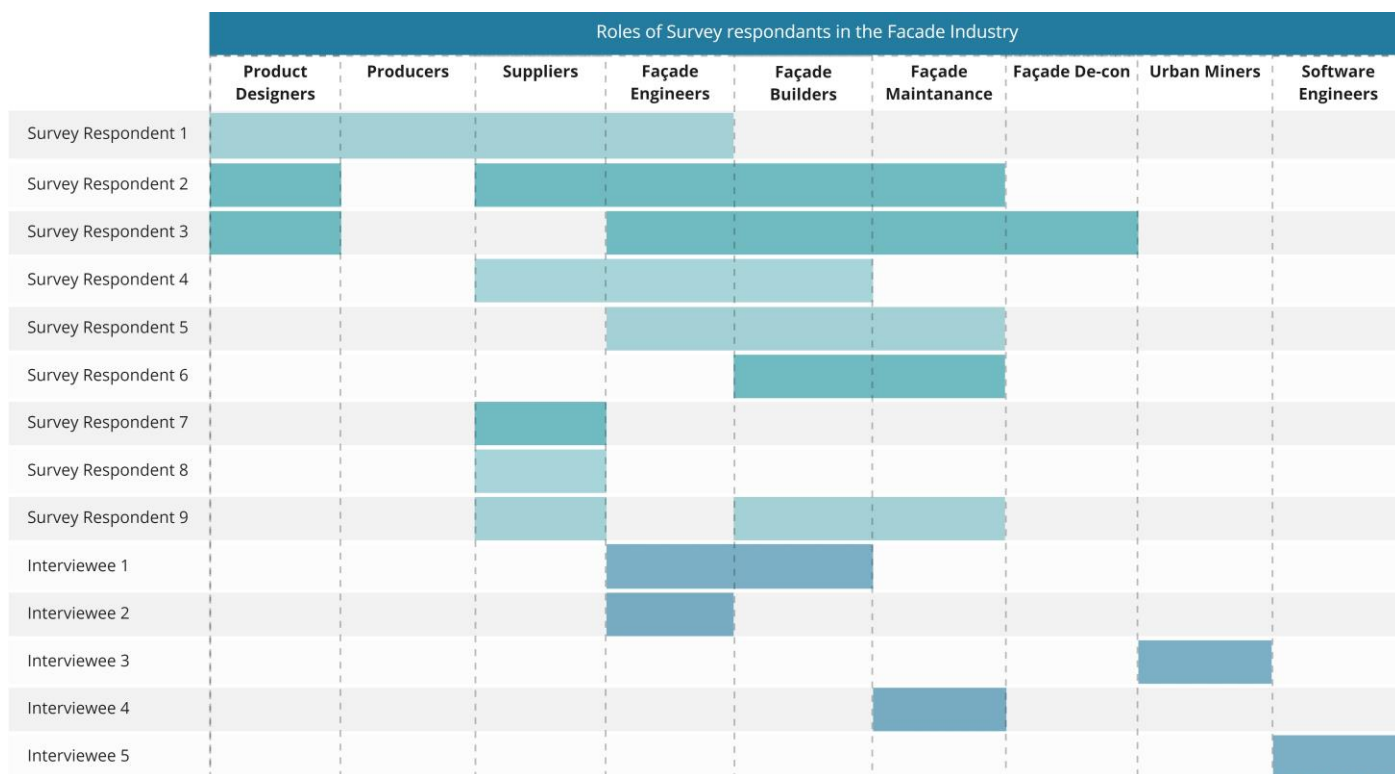 Roles of Survey respondants in the Facade Industry
Product Designers
Producers
Suppliers
Façade Engineers
Façade Builders
Façade Maintanance
Façade De-con
Urban Miners
Software Engineers
Survey Respondent 1
Survey Respondent 2
Survey Respondent 3
Survey Respondent 4
Survey Respondent 5
Survey Respondent 6
Survey Respondent 7
Survey Respondent 8
Survey Respondent 9
Interviewee 1
Interviewee 2
Interviewee 3
Interviewee 4
Interviewee 5